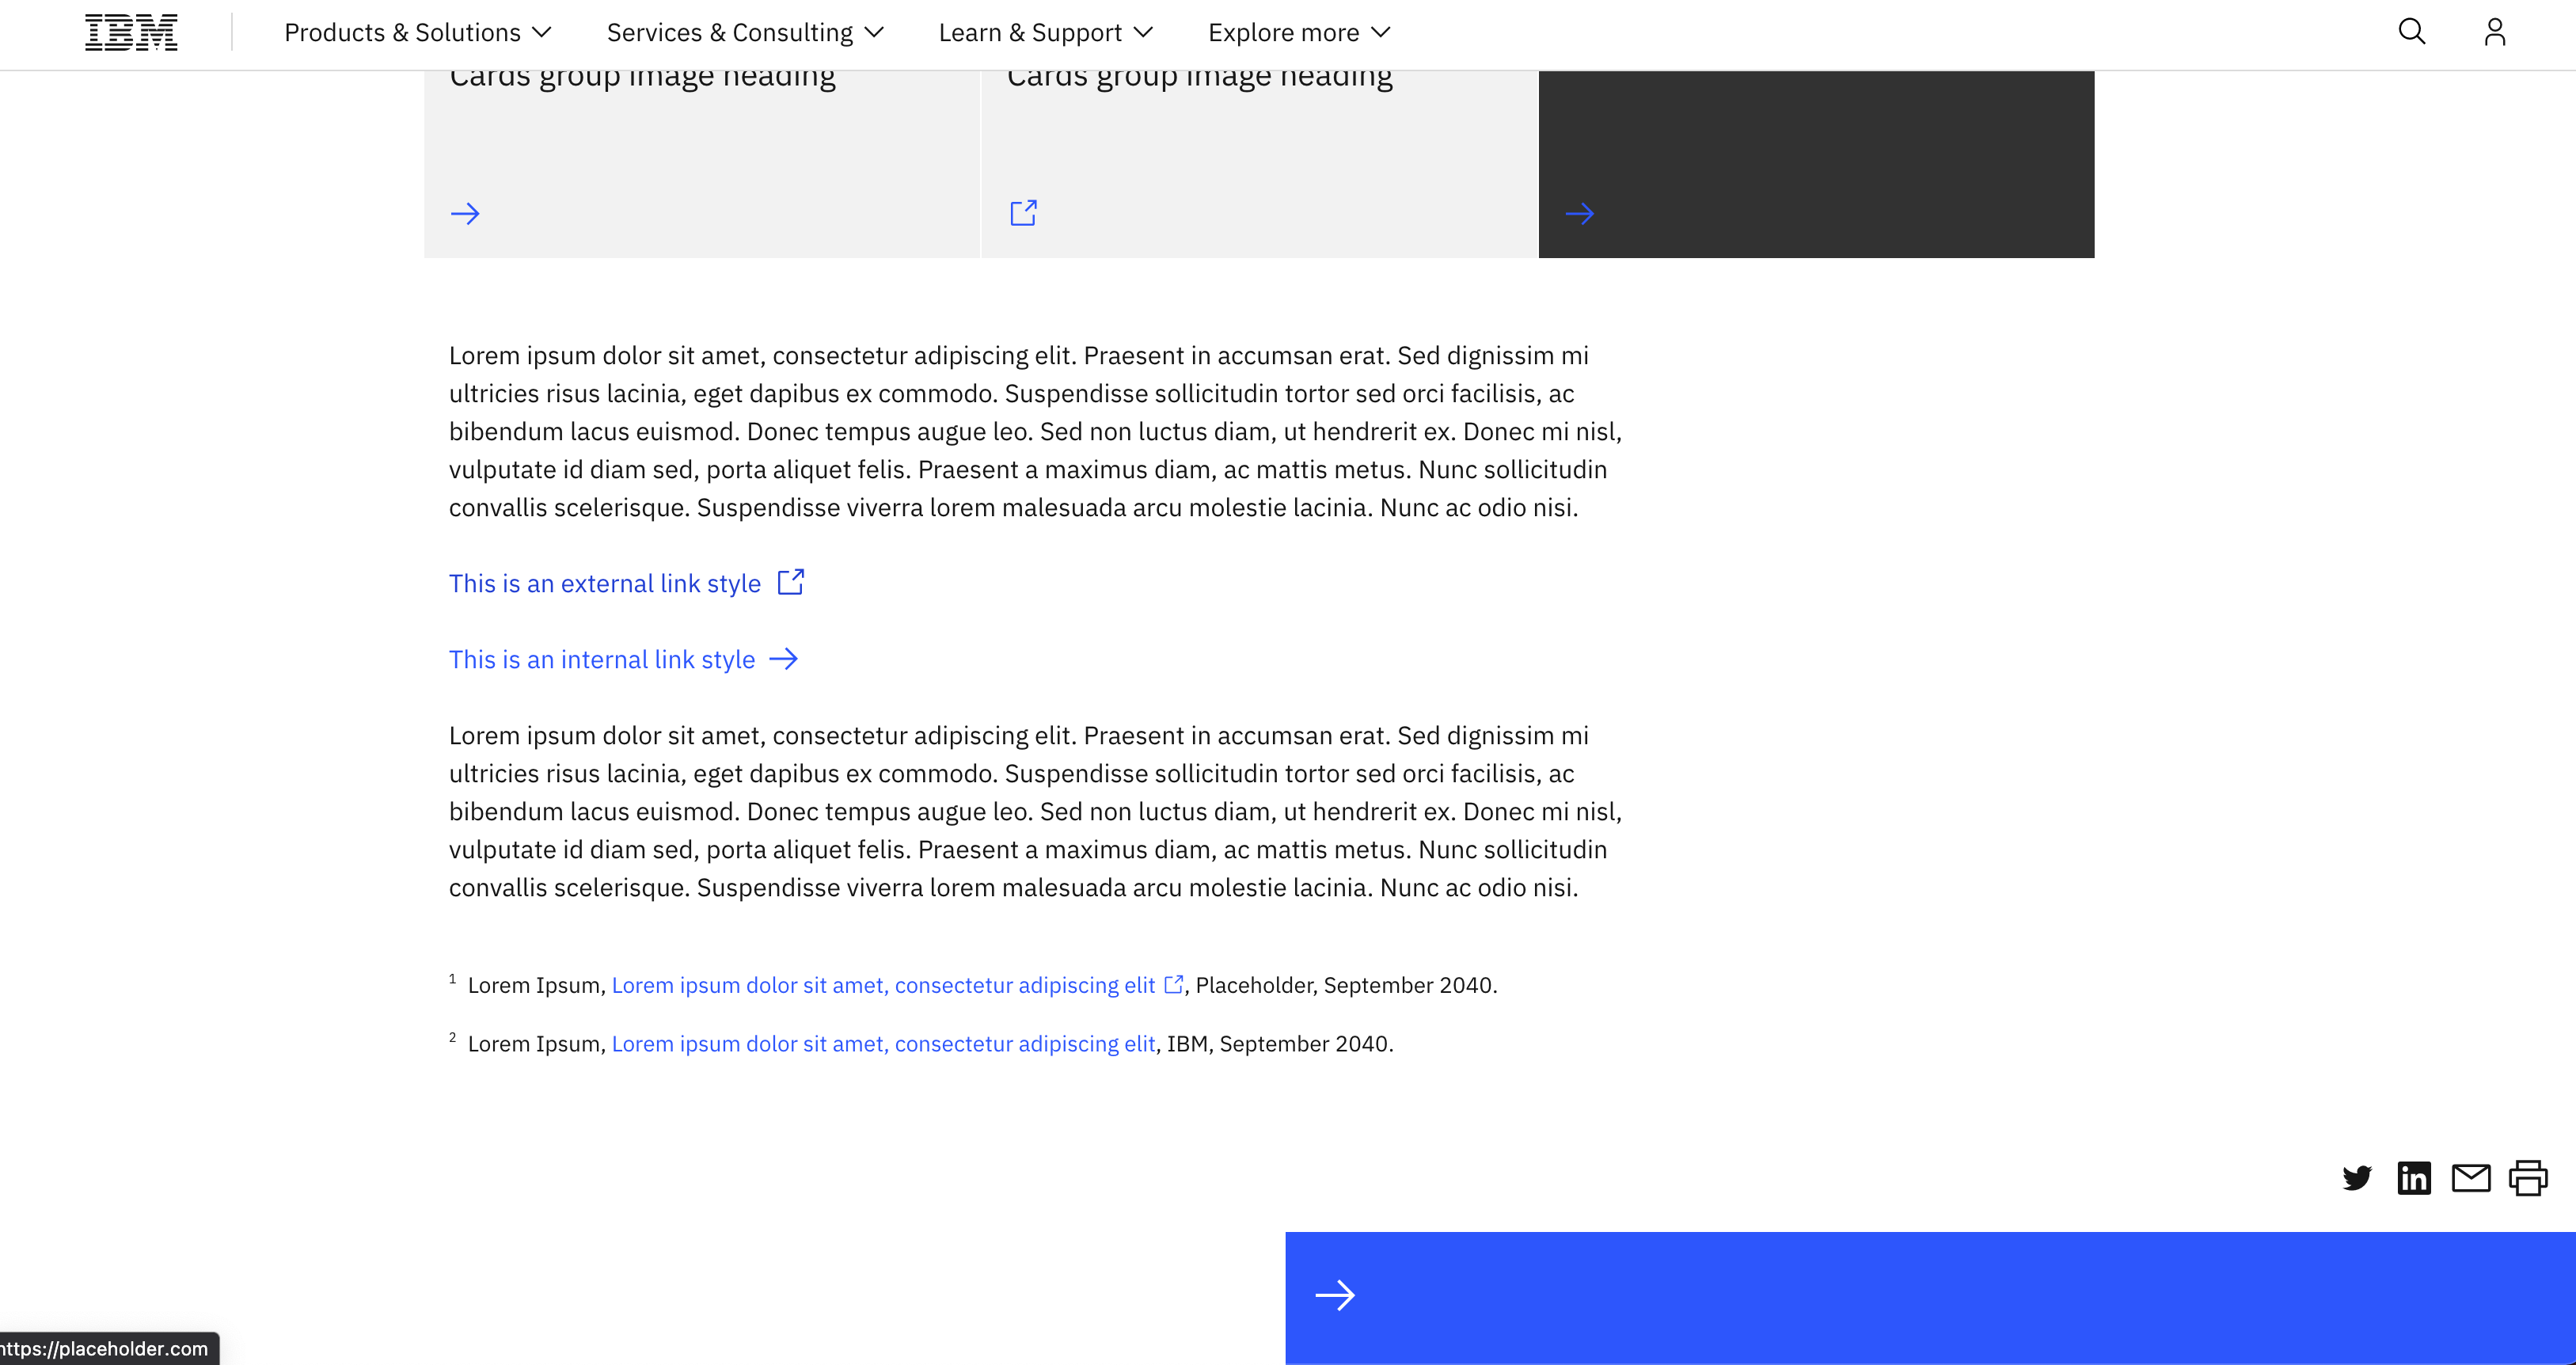 IBM
Products & Solutions
Services & Consulting
Learn & Support
Explore more
Cards group image heading
Cards group image heading
Lorem ipsum dolor sit amet, consectetur adipiscing elit. Praesent in accumsan erat. Sed dignissim mi
ultricies risus lacinia, eget dapibus ex commodo. Suspendisse sollicitudin tortor sed orci facilisis, ac
bibendum lacus euismod. Donec tempus augue leo. Sed non luctus diam, ut hendrerit ex. Donec mi nisl,
vulputate id diam sed, porta aliquet felis. Praesent a maximus diam, ac mattis metus. Nunc sollicitudin
convallis scelerisque. Suspendisse viverra lorem malesuada arcu molestie lacinia. Nunc ac odio nisi.
This is an external link style
This is an internal link style
Lorem ipsum dolor sit amet, consectetur adipiscing elit. Praesent in accumsan erat. Sed dignissim mi
ultricies risus lacinia, eget dapibus ex commodo. Suspendisse sollicitudin tortor sed orci facilisis, ac
bibendum lacus euismod. Donec tempus augue leo. Sed non luctus diam, ut hendrerit ex. Donec mi nisl,
vulputate id diam sed, porta aliquet felis. Praesent a maximus diam, ac mattis metus. Nunc sollicitudin
convallis scelerisque. Suspendisse viverra lorem malesuada arcu molestie lacinia. Nunc ac odio nisi.
1 Lorem Ipsum, Lorem ipsum dolor sit amet, consectetur adipiscing elit, Placeholder, September 2040.
2 Lorem Ipsum, Lorem ipsum dolor sit amet, consectetur adipiscing elit, IBM, September 2040.
in
https://placeholder.com